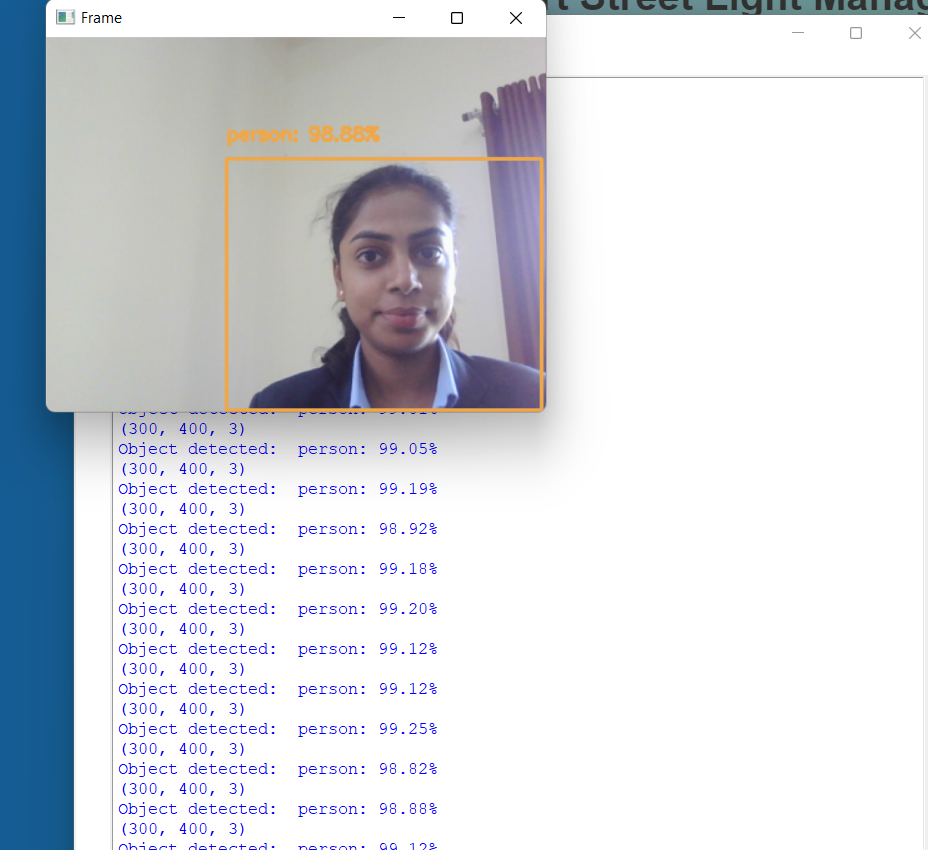 Frame
rt Street Light Manag
person: 98.88%
Object detected:  person: 99.01%
(300, 400, 3)
Object detected:  person: 99.05%
(300, 400, 3)
Object detected:  person: 99.19%
(300, 400, 3)
Object detected:  person: 98.92%
(300, 400, 3)
Object detected:  person: 99.18%
(300, 400, 3)
Object detected:  person: 99.20%
(300, 400, 3)
Object detected:  person: 99.12%
(300, 400, 3)
Object detected:  person: 99.12%
(300, 400, 3)
Object detected:  person: 99.25%
(300, 400, 3)
Object detected:  person: 98.82%
(300, 400, 3)
Object detected:  person: 98.88%
(300, 400, 3)
Object detected:  person: 99.12%